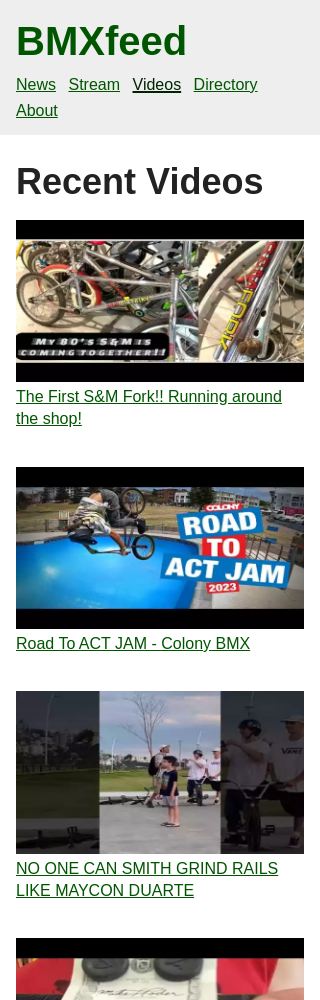 BMXfeed
News Stream Videos Directory
About
Recent Videos
MY 80'S S&M IS
COMING TOGETHER!!
The First S&M Fork!! Running around
the shop!
COLONY
ROAD
TO
ACT JAM
2023
Road To ACT JAM - Colony BMX
NO ONE CAN SMITH GRIND RAILS
LIKE MAYCON DUARTE